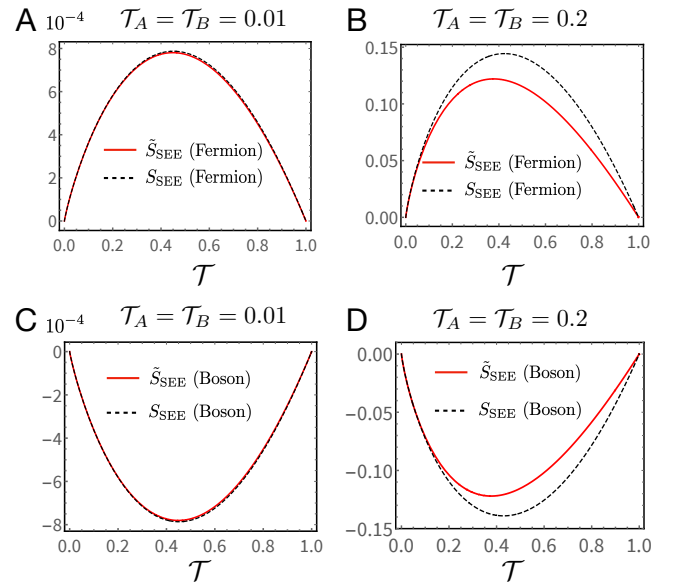 A 10⁻⁴ 𝒯_A = 𝒯_B = 0.01
8
6
4
2
0
S̃_SEE (Fermion)
S_SEE (Fermion)
0.0 0.2 0.4 0.6 0.8 1.0
𝒯
B 𝒯_A = 𝒯_B = 0.2
0.15
0.10
0.05
0.00
S̃_SEE (Fermion)
S_SEE (Fermion)
0.0 0.2 0.4 0.6 0.8 1.0
𝒯
C 10⁻⁴ 𝒯_A = 𝒯_B = 0.01
0
−2
−4
−6
−8
S̃_SEE (Boson)
S_SEE (Boson)
0.0 0.2 0.4 0.6 0.8 1.0
𝒯
D 𝒯_A = 𝒯_B = 0.2
0.00
−0.05
−0.10
−0.15
S̃_SEE (Boson)
S_SEE (Boson)
0.0 0.2 0.4 0.6 0.8 1.0
𝒯